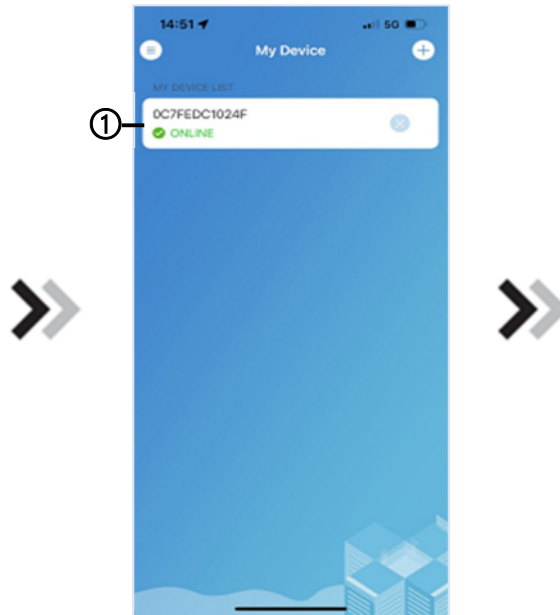 14:51
5G
My Device
MY DEVICE LIST
①
0C7FEDC1024F
ONLINE